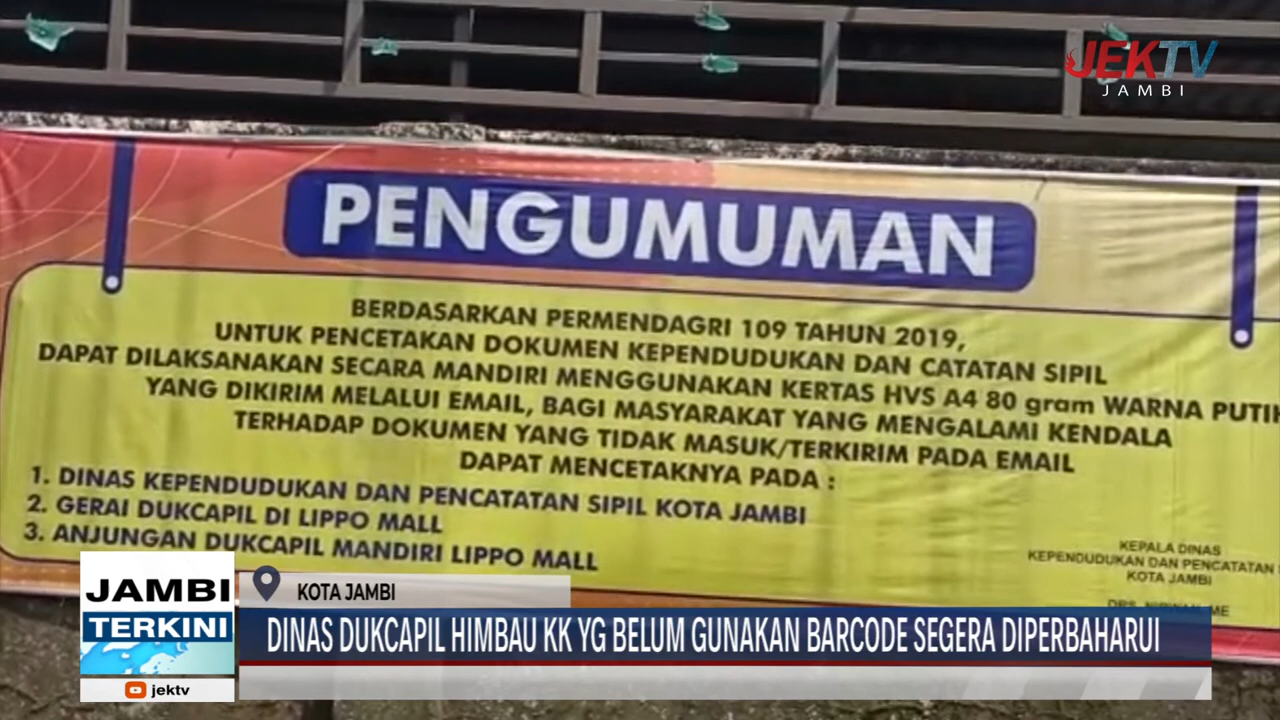 JEKTV
JAMBI
PENGUMUMAN
BERDASARKAN PERMENDAGRI 109 TAHUN 2019,
UNTUK PENCETAKAN DOKUMEN KEPENDUDUKAN DAN CATATAN SIPIL
DAPAT DILAKSANAKAN SECARA MANDIRI MENGGUNAKAN KERTAS HVS A4 80 gram WARNA PUTIH
YANG DIKIRIM MELALUI EMAIL, BAGI MASYARAKAT YANG MENGALAMI KENDALA
TERHADAP DOKUMEN YANG TIDAK MASUK/TERKIRIM PADA EMAIL
DAPAT MENCETAKNYA PADA :
1. DINAS KEPENDUDUKAN DAN PENCATATAN SIPIL KOTA JAMBI
2. GERAI DUKCAPIL DI LIPPO MALL
3. ANJUNGAN DUKCAPIL MANDIRI LIPPO MALL
KEPALA DINAS
KEPENDUDUKAN DAN PENCATATAN
KOTA JAMBI
JAMBI
TERKINI
jektv
KOTA JAMBI
DINAS DUKCAPIL HIMBAU KK YG BELUM GUNAKAN BARCODE SEGERA DIPERBAHARUI